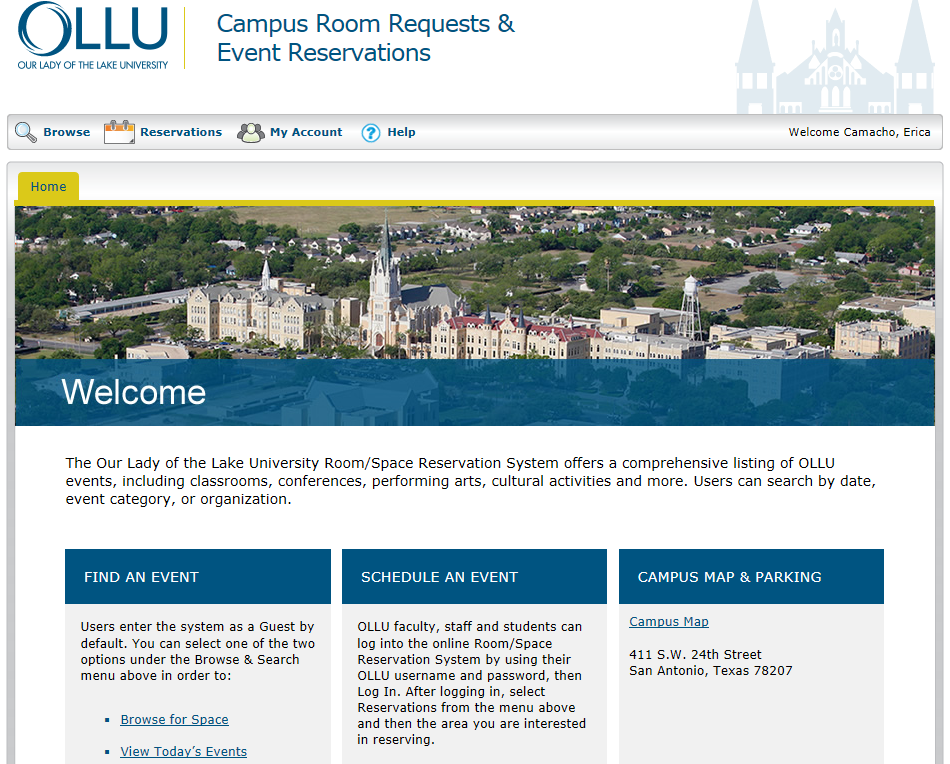 OLLU
OUR LADY OF THE LAKE UNIVERSITY
Campus Room Requests &
Event Reservations
Browse
Reservations
My Account
Help
Welcome Camacho, Erica
Home
Welcome
The Our Lady of the Lake University Room/Space Reservation System offers a comprehensive listing of OLLU
events, including classrooms, conferences, performing arts, cultural activities and more. Users can search by date,
event category, or organization.
FIND AN EVENT
Users enter the system as a Guest by
default. You can select one of the two
options under the Browse & Search
menu above in order to:
Browse for Space
View Today's Events
SCHEDULE AN EVENT
OLLU faculty, staff and students can
log into the online Room/Space
Reservation System by using their
OLLU username and password, then
Log In. After logging in, select
Reservations from the menu above
and then the area you are interested
in reserving.
CAMPUS MAP & PARKING
Campus Map
411 S.W. 24th Street
San Antonio, Texas 78207